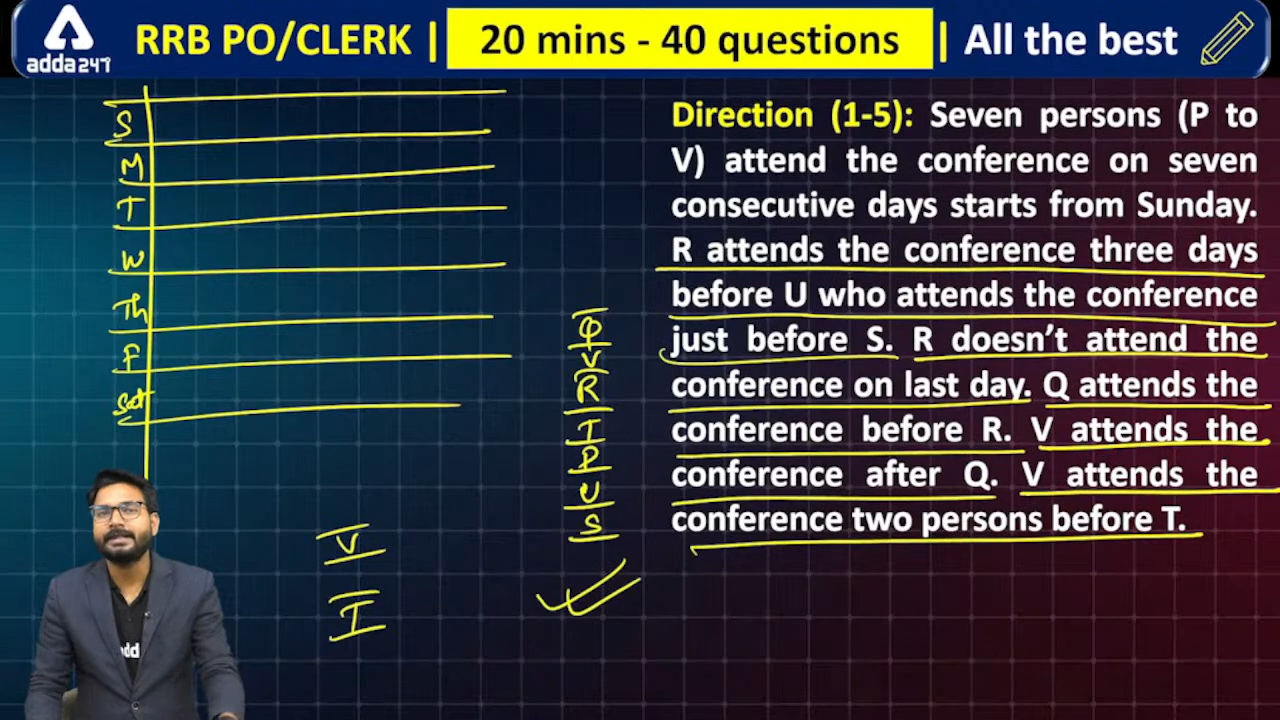 adda247
RRB PO/CLERK | 20 mins - 40 questions | All the best
Direction (1-5): Seven persons (P to
V) attend the conference on seven
consecutive days starts from Sunday.
R attends the conference three days
before U who attends the conference
just before S. R doesn't attend the
conference on last day. Q attends the
conference before R. V attends the
conference after Q. V attends the
conference two persons before T.
S
M
T
W
Th
F
Sat
Q
V
R
T
P
U
S
V
T
add